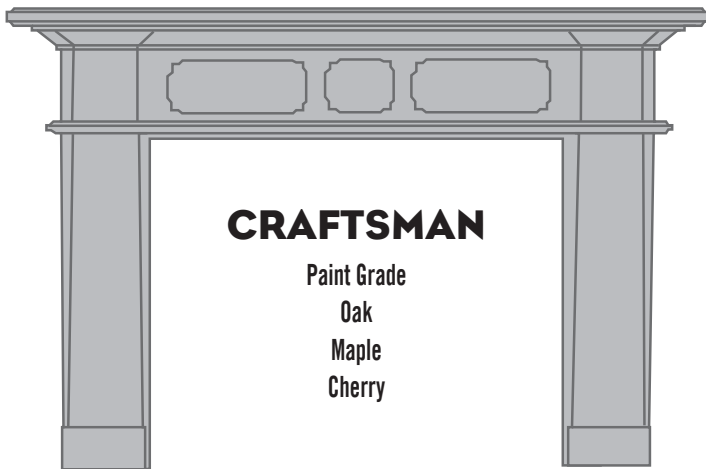 CRAFTSMAN
Paint Grade
Oak
Maple
Cherry